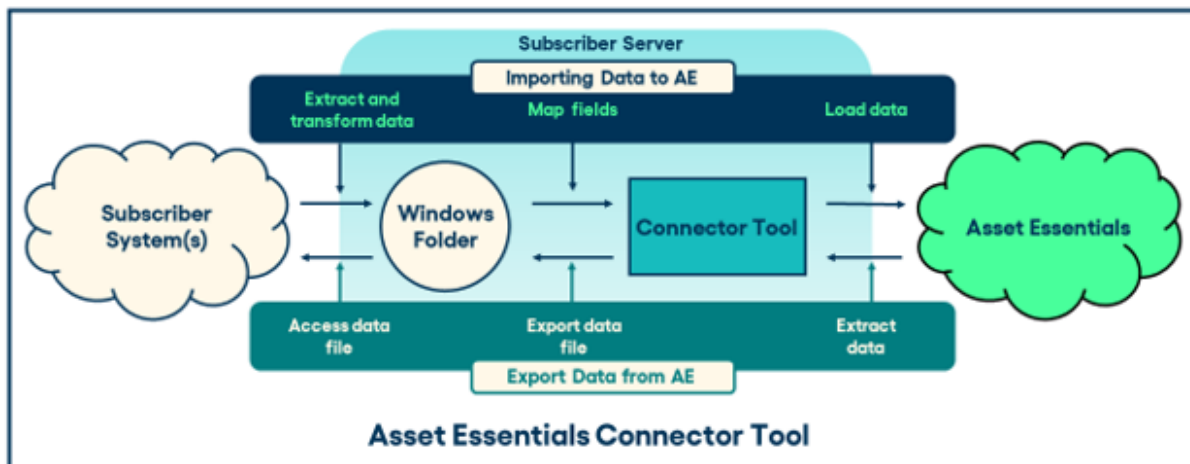 Subscriber Server
Importing Data to AE
Extract and
transform data
Map fields
Load data
Subscriber
System(s)
Windows
Folder
Connector Tool
Asset Essentials
Access data
file
Export data
file
Extract
data
Export Data from AE
Asset Essentials Connector Tool